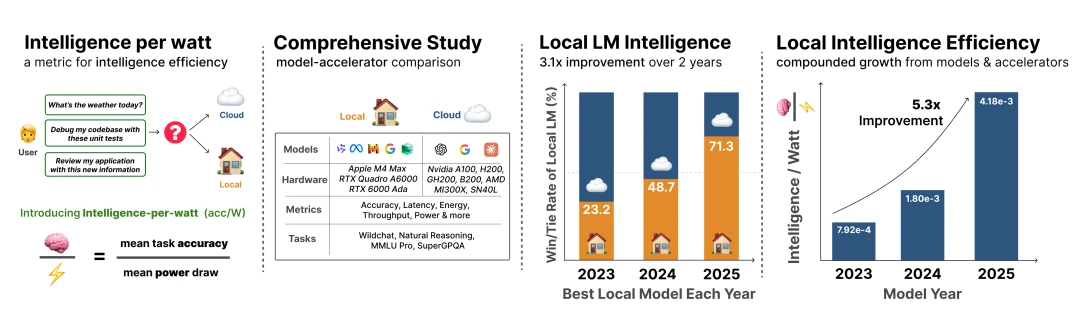 Intelligence per watt
a metric for intelligence efficiency
What's the weather today?
Debug my codebase with
these unit tests
Review my application
with this new information
User
?
Cloud
Local
Introducing Intelligence-per-watt (acc/W)
=
mean task accuracy
mean power draw
Comprehensive Study
model-accelerator comparison
Local
Cloud
Models
Hardware
Apple M4 Max
RTX Quadro A6000
RTX 6000 Ada
Nvidia A100, H200,
GH200, B200, AMD
MI300X, SN40L
Metrics
Accuracy, Latency, Energy,
Throughput, Power & more
Tasks
Wildchat, Natural Reasoning,
MMLU Pro, SuperGPQA
Local LM Intelligence
3.1x improvement over 2 years
Win/Tie Rate of Local LM (%)
23.2
48.7
71.3
2023
2024
2025
Best Local Model Each Year
Local Intelligence Efficiency
compounded growth from models & accelerators
Intelligence / Watt
5.3x
Improvement
7.92e-4
1.80e-3
4.18e-3
2023
2024
2025
Model Year